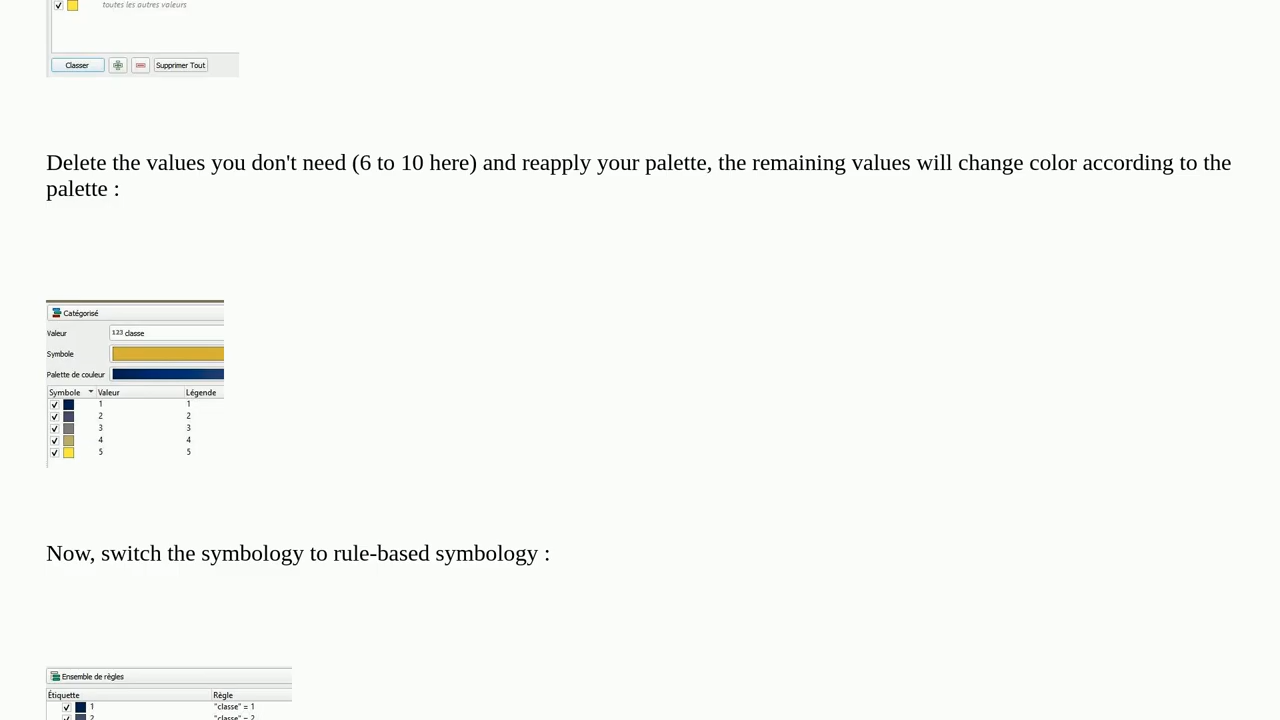 toutes les autres valeurs
Classer Supprimer Tout
Delete the values you don't need (6 to 10 here) and reapply your palette, the remaining values will change color according to the
palette :
Catégorisé
Valeur 123 classe
Symbole
Palette de couleur
Symbole Valeur Légende
1 1
2 2
3 3
4 4
5 5
Now, switch the symbology to rule-based symbology :
Ensemble de règles
Étiquette Règle
1 "classe" = 1
2 "classe" = 2